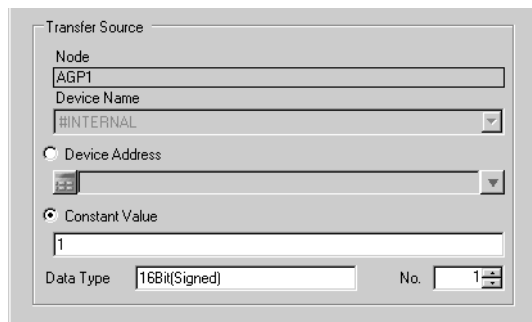 Transfer Source
Node
AGP1
Device Name
#INTERNAL
Device Address
Constant Value
1
Data Type 16Bit(Signed) No. 1